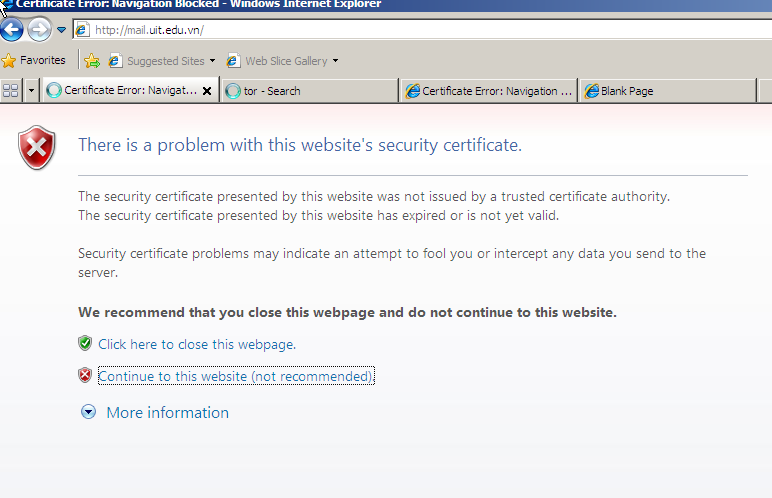 Certificate Error: Navigation Blocked - Windows Internet Explorer
http://mail.uit.edu.vn/
Favorites Suggested Sites Web Slice Gallery
Certificate Error: Navigat... tor - Search Certificate Error: Navigation ... Blank Page
There is a problem with this website's security certificate.
The security certificate presented by this website was not issued by a trusted certificate authority.
The security certificate presented by this website has expired or is not yet valid.
Security certificate problems may indicate an attempt to fool you or intercept any data you send to the
server.
We recommend that you close this webpage and do not continue to this website.
Click here to close this webpage.
Continue to this website (not recommended).
More information